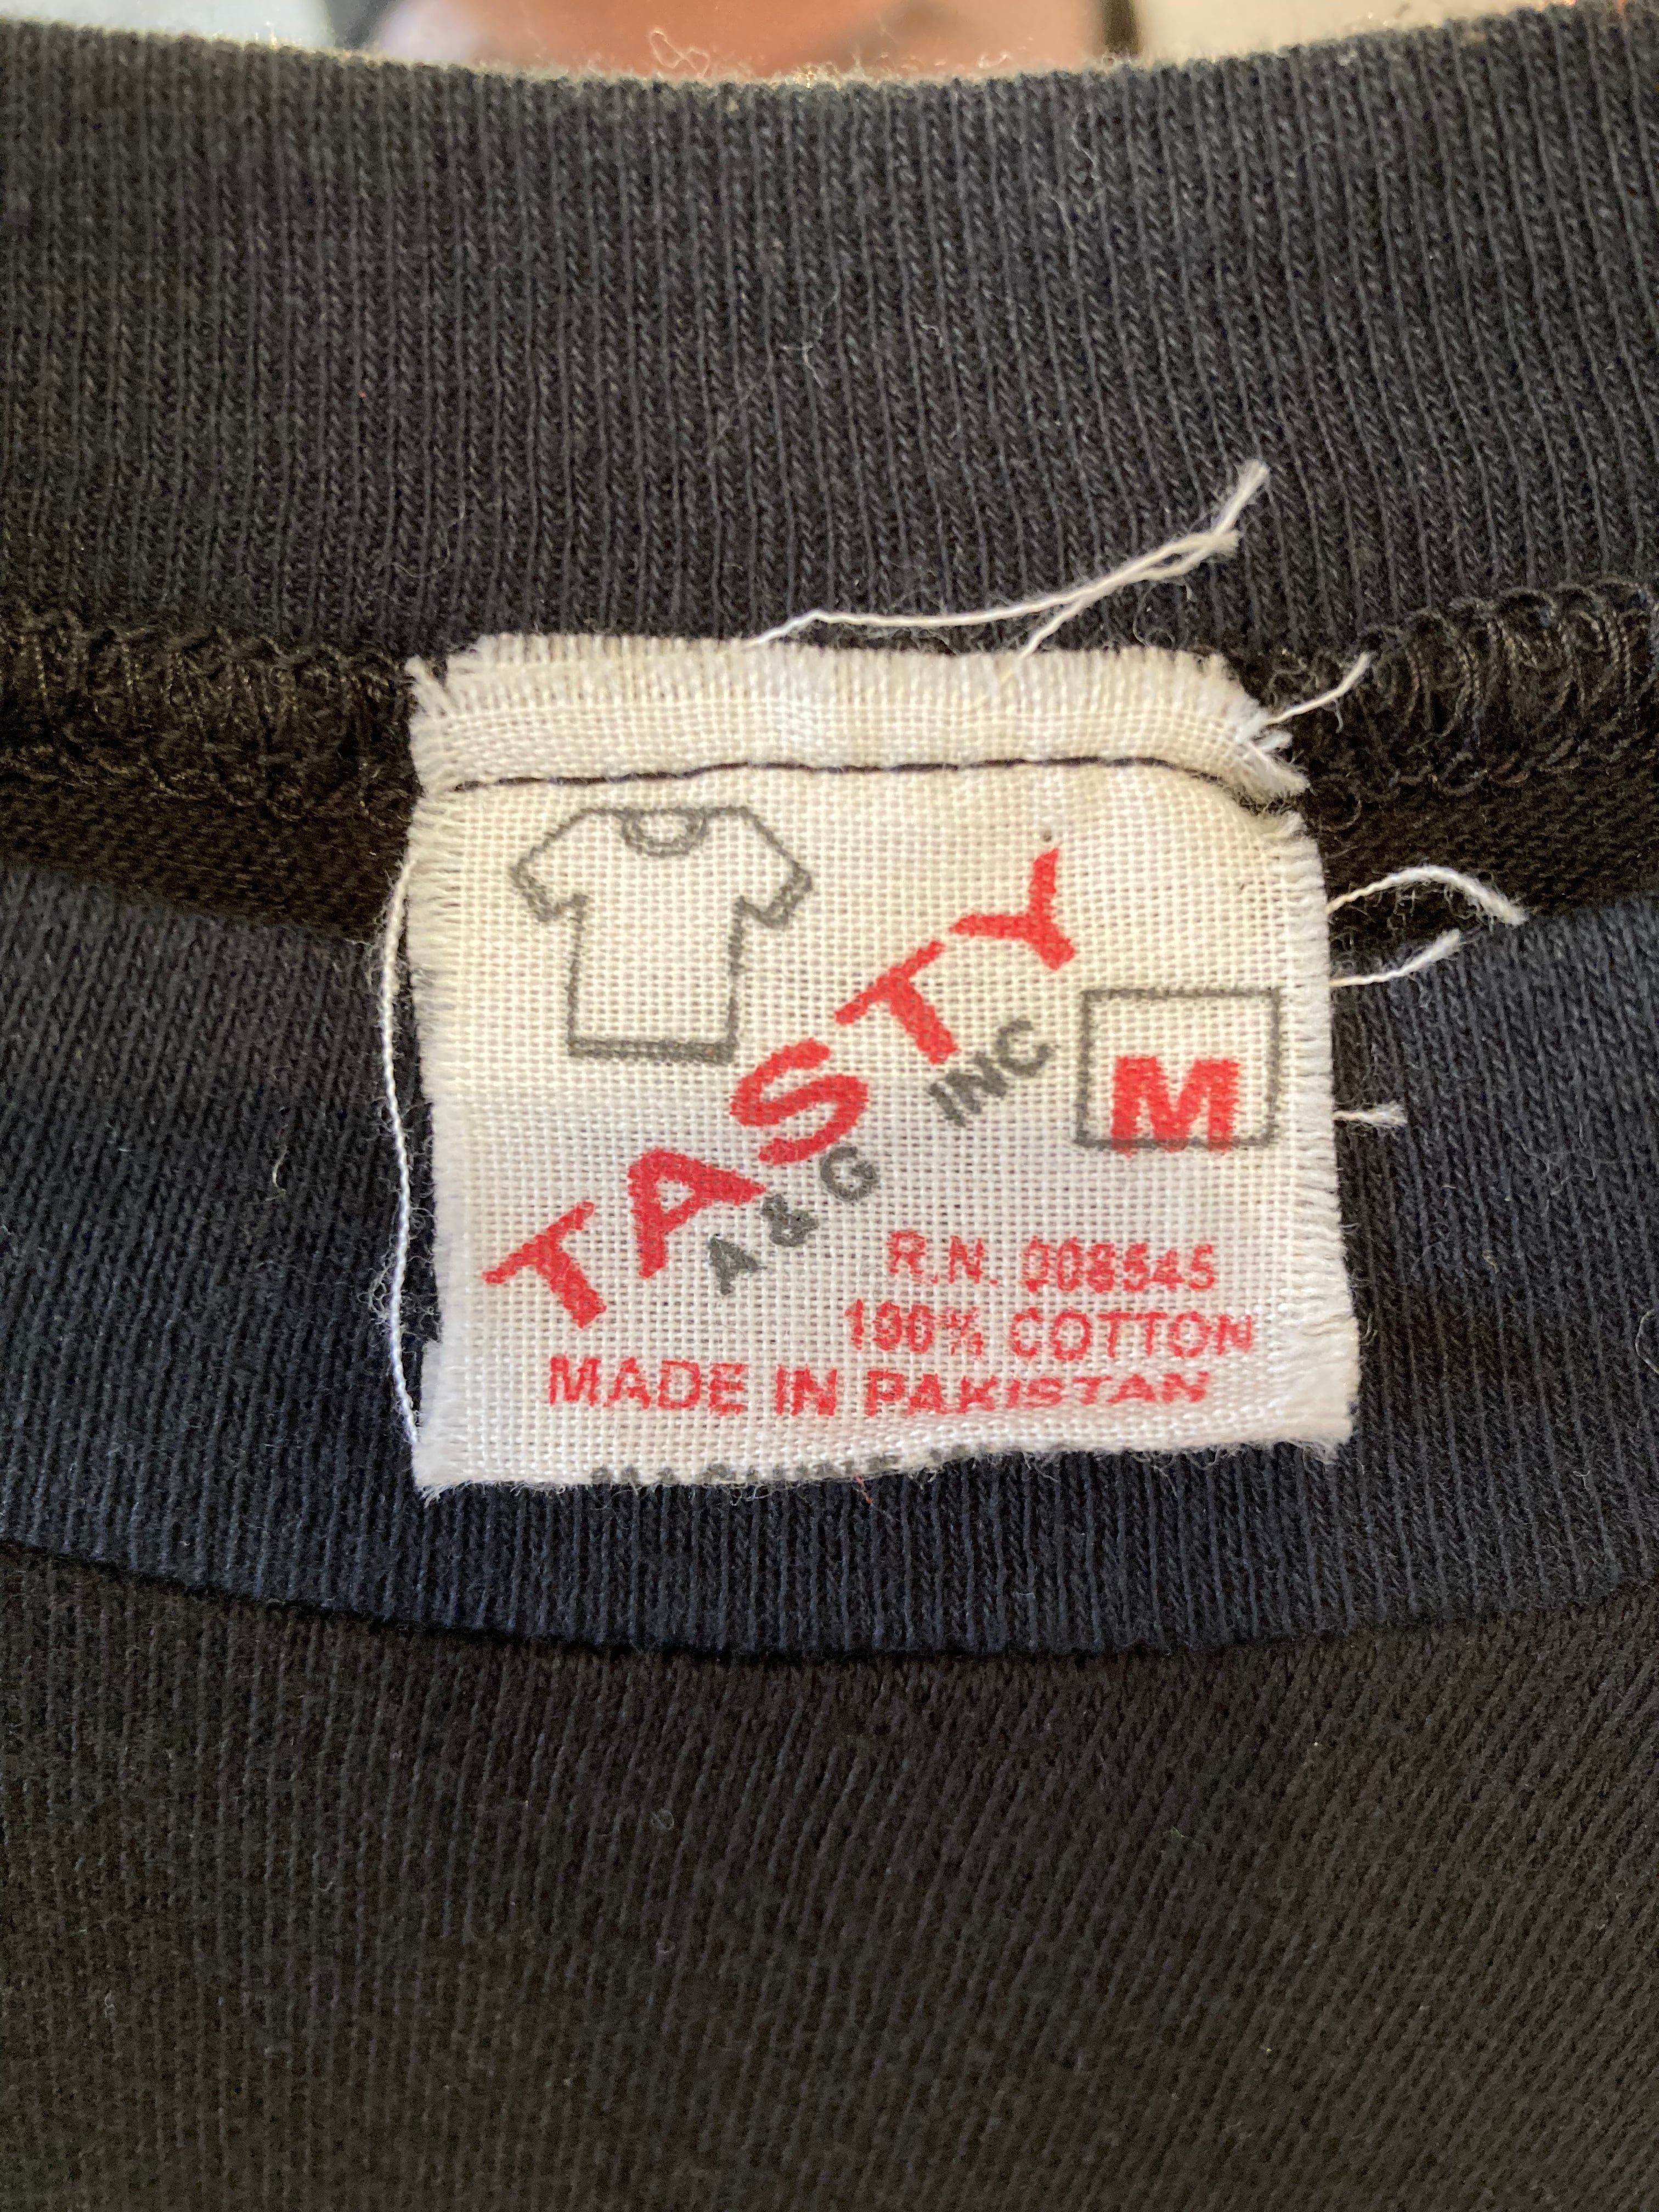 TASTY
A & G INC
M
R.N. 008545
100% COTTON
MADE IN PAKISTAN